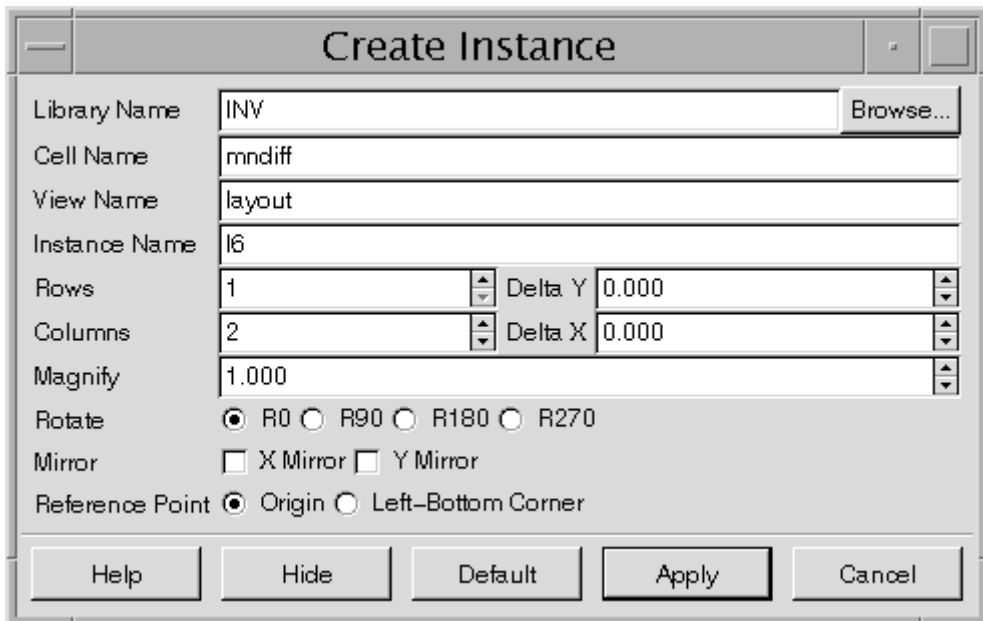 Create Instance
Library Name INV Browse...
Cell Name mndiff
View Name layout
Instance Name I6
Rows 1 Delta Y 0.000
Columns 2 Delta X 0.000
Magnify 1.000
Rotate R0 R90 R180 R270
Mirror X Mirror Y Mirror
Reference Point Origin Left-Bottom Corner
Help Hide Default Apply Cancel